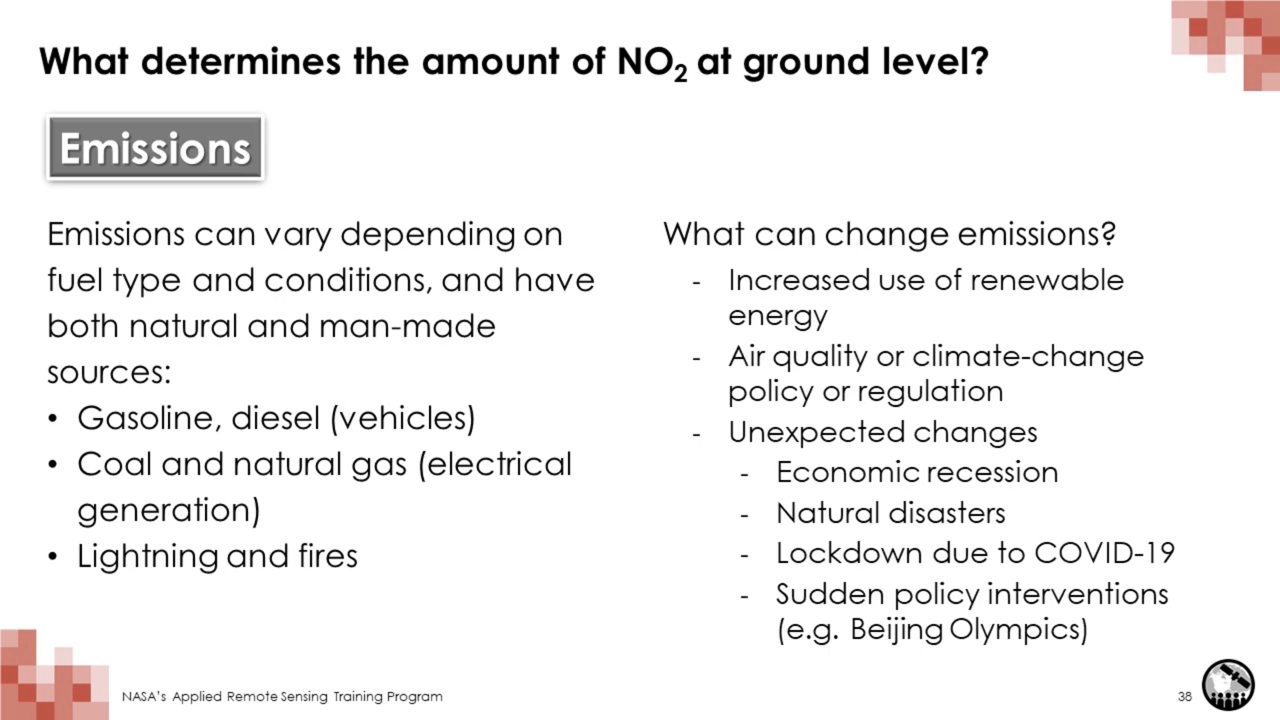 What determines the amount of NO₂ at ground level?
Emissions
Emissions can vary depending on
fuel type and conditions, and have
both natural and man-made
sources:
• Gasoline, diesel (vehicles)
• Coal and natural gas (electrical
generation)
• Lightning and fires
What can change emissions?
- Increased use of renewable
energy
- Air quality or climate-change
policy or regulation
- Unexpected changes
- Economic recession
- Natural disasters
- Lockdown due to COVID-19
- Sudden policy interventions
(e.g. Beijing Olympics)
NASA's Applied Remote Sensing Training Program
38